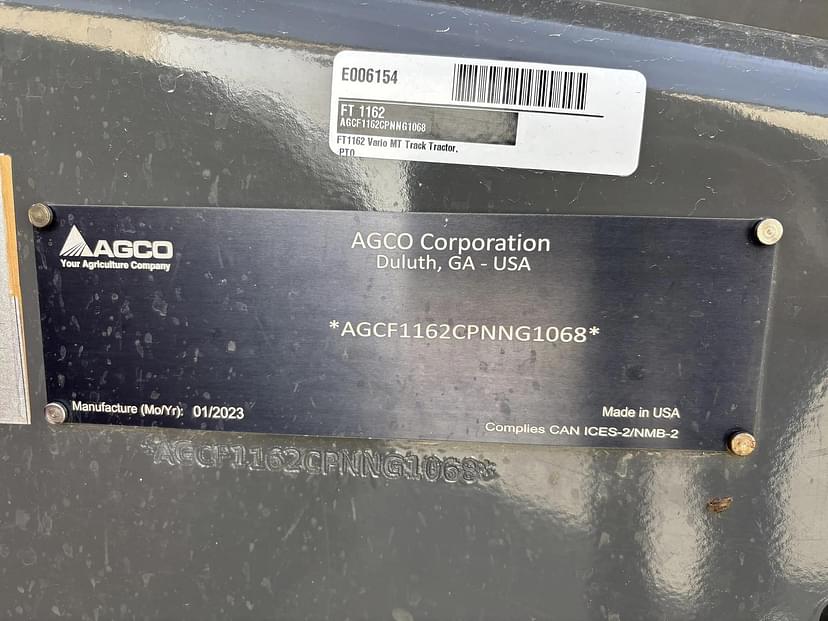 E006154
FT 1162
AGCF1162CPNNG1068
FT1162 Vario MT Track Tractor,
PTO
AGCO
Your Agriculture Company
AGCO Corporation
Duluth, GA - USA
*AGCF1162CPNNG1068*
Manufacture (Mo/Yr): 01/2023
Made in USA
Complies CAN ICES-2/NMB-2
*AGCF1162CPNNG1068*